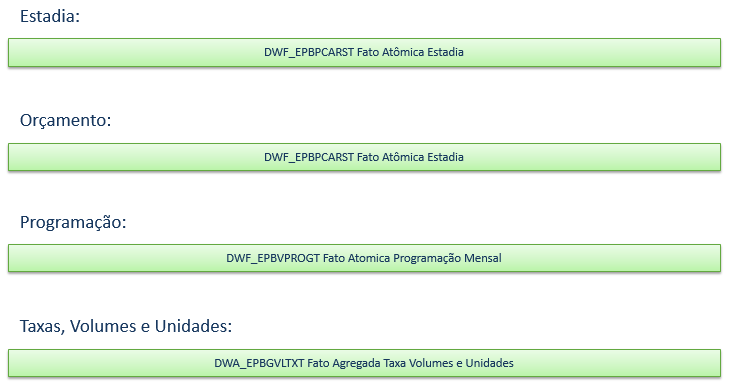 Estadia:
DWF_EPBPCARST Fato Atômica Estadia
Orçamento:
DWF_EPBPCARST Fato Atômica Estadia
Programação:
DWF_EPBVPROGT Fato Atomica Programação Mensal
Taxas, Volumes e Unidades:
DWA_EPBGVLTXT Fato Agregada Taxa Volumes e Unidades